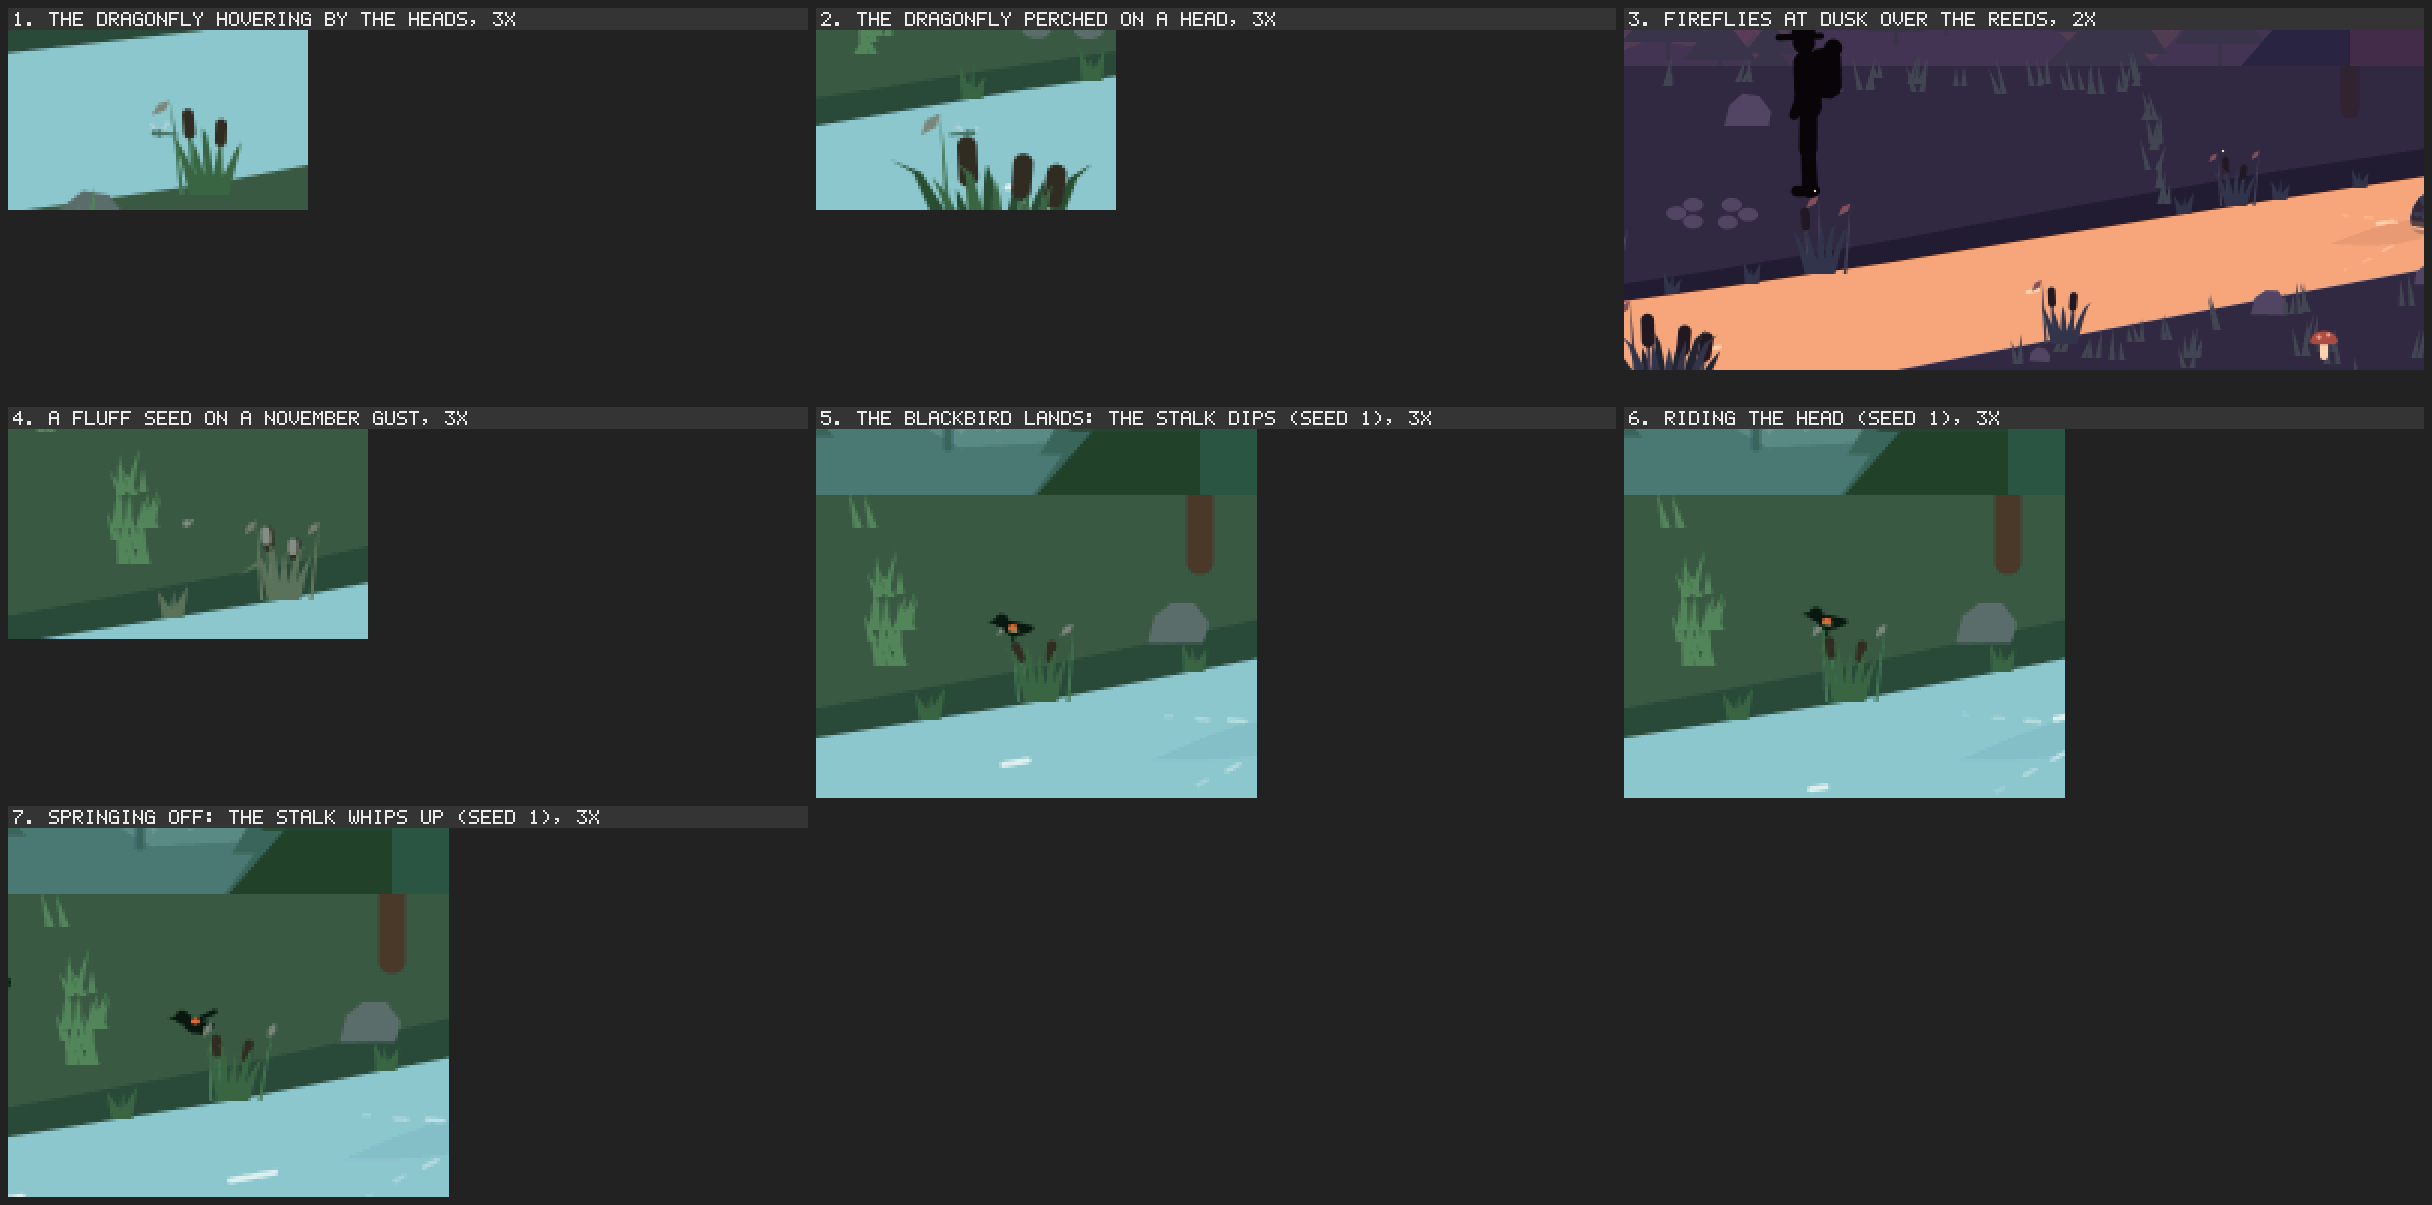 1. THE DRAGONFLY HOVERING BY THE HEADS, 3X
2. THE DRAGONFLY PERCHED ON A HEAD, 3X
3. FIREFLIES AT DUSK OVER THE REEDS, 2X
4. A FLUFF SEED ON A NOVEMBER GUST, 3X
5. THE BLACKBIRD LANDS: THE STALK DIPS (SEED 1), 3X
6. RIDING THE HEAD (SEED 1), 3X
7. SPRINGING OFF: THE STALK WHIPS UP (SEED 1), 3X